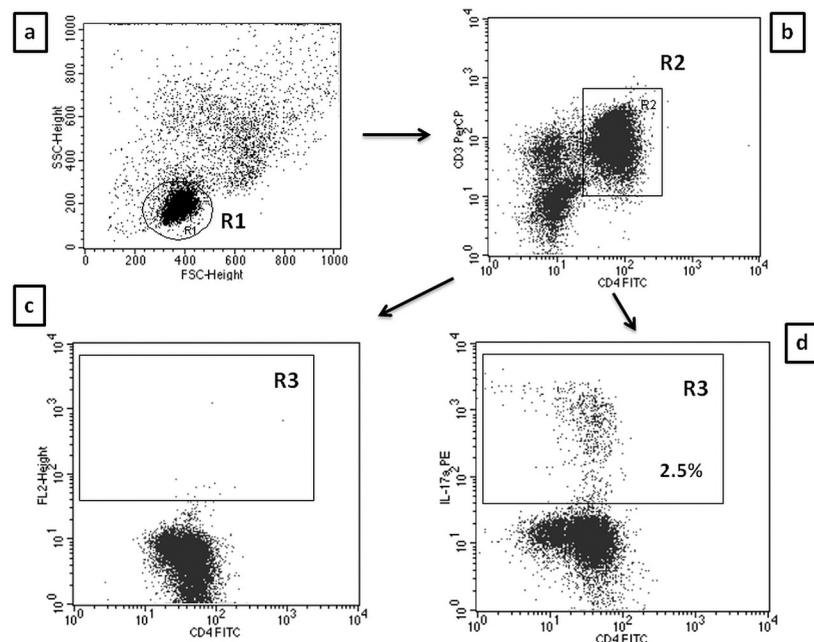 a
SSC-Height
0 200 400 600 800 1000
R1
R1
0 200 400 600 800 1000
FSC-Height
b
R2
CD3 PerCP
10^0 10^1 10^2 10^3 10^4
R2
10^0 10^1 10^2 10^3 10^4
CD4 FITC
c
FL2-Height
10^0 10^1 10^2 10^3 10^4
R3
10^0 10^1 10^2 10^3 10^4
CD4 FITC
d
IL-17a PE
10^0 10^1 10^2 10^3 10^4
R3
2.5%
10^0 10^1 10^2 10^3 10^4
CD4 FITC